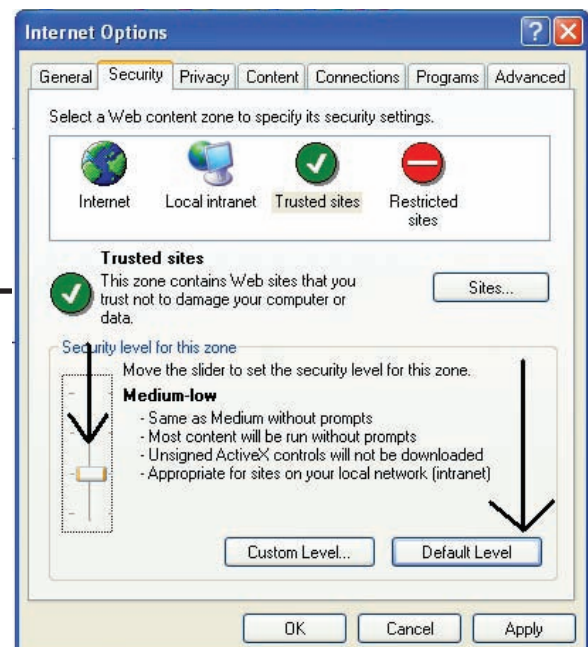 Internet Options
General Security Privacy Content Connections Programs Advanced
Select a Web content zone to specify its security settings.
Internet Local intranet Trusted sites Restricted
sites
Trusted sites
This zone contains Web sites that you
trust not to damage your computer or
data.
Sites...
Security level for this zone
Move the slider to set the security level for this zone.
Medium-low
- Same as Medium without prompts
- Most content will be run without prompts
- Unsigned ActiveX controls will not be downloaded
- Appropriate for sites on your local network (intranet)
Custom Level... Default Level
OK Cancel Apply